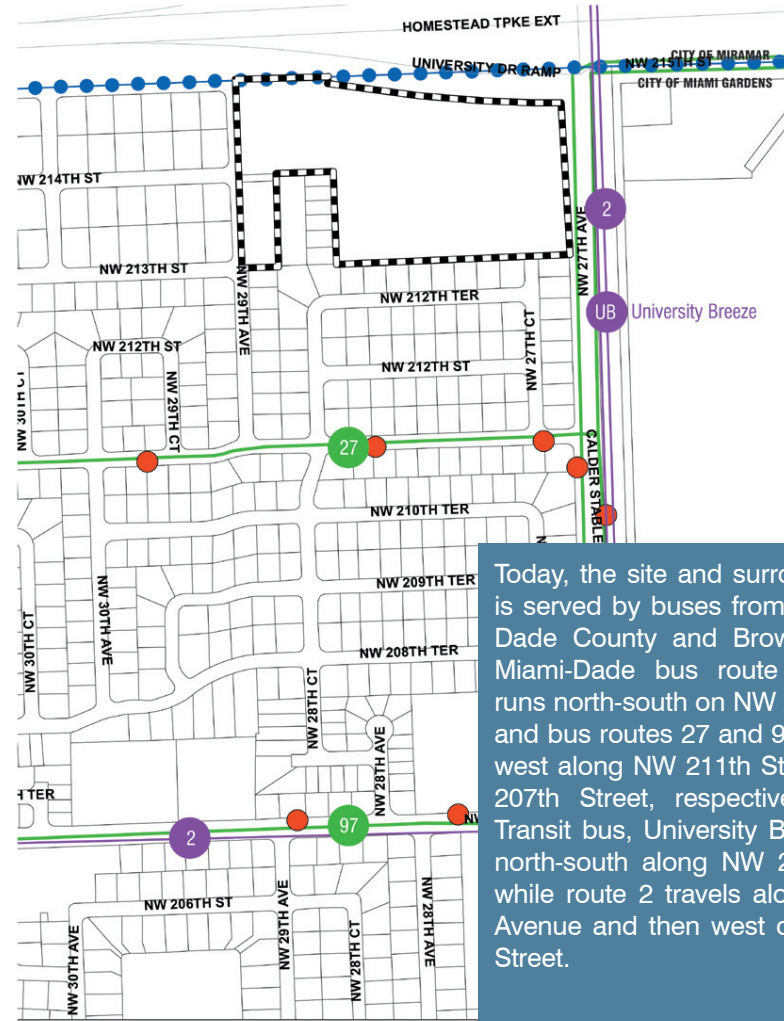 HOMESTEAD TPKE EXT
UNIVERSITY DR RAMP
CITY OF MIRAMAR
NW 215TH ST
CITY OF MIAMI GARDENS
NW 214TH ST
2
NW 27TH AVE
NW 213TH ST
NW 29TH AVE
NW 212TH TER
UB University Breeze
NW 212TH ST
NW 29TH CT
NW 27TH CT
NW 212TH ST
NW 30TH CT
27
CALDER STABLE
NW 210TH TER
NW 30TH AVE
NW 209TH TER
NW 30TH CT
NW 208TH TER
NW 28TH CT
NW 28TH AVE
TER
2
97
NW 206TH ST
NW 30TH AVE
NW 29TH AVE
NW 28TH CT
NW 28TH AVE
Today, the site and surro
is served by buses from
Dade County and Brow
Miami-Dade bus route
runs north-south on NW
and bus routes 27 and 9
west along NW 211th St
207th Street, respective
Transit bus, University B
north-south along NW 2
while route 2 travels alo
Avenue and then west o
Street.